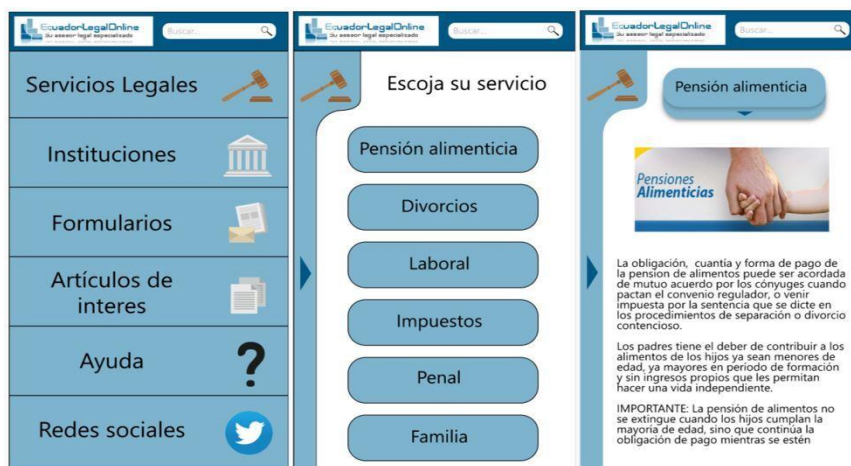 EcuadorLegalOnline
Su asesor legal especializado
Buscar...
Servicios Legales
Instituciones
Formularios
Artículos de
interes
Ayuda
?
Redes sociales
EcuadorLegalOnline
Su asesor legal especializado
Buscar...
Escoja su servicio
Pensión alimenticia
Divorcios
Laboral
Impuestos
Penal
Familia
EcuadorLegalOnline
Su asesor legal especializado
Buscar...
Pensión alimenticia
Pensiones
Alimenticias
La obligación, cuantía y forma de pago de
la pension de alimentos puede ser acordada
de mutuo acuerdo por los cónyuges cuando
pactan el convenio regulador, o venir
impuesta por la sentencia que se dicte en
los procedimientos de separación o divorcio
contencioso.
Los padres tiene el deber de contribuir a los
alimentos de los hijos ya sean menores de
edad, ya mayores en periodo de formación
y sin ingresos propios que les permitan
hacer una vida independiente.
IMPORTANTE: La pensión de alimentos no
se extingue cuando los hijos cumplan la
mayoría de edad, sino que continúa la
obligación de pago mientras se estén